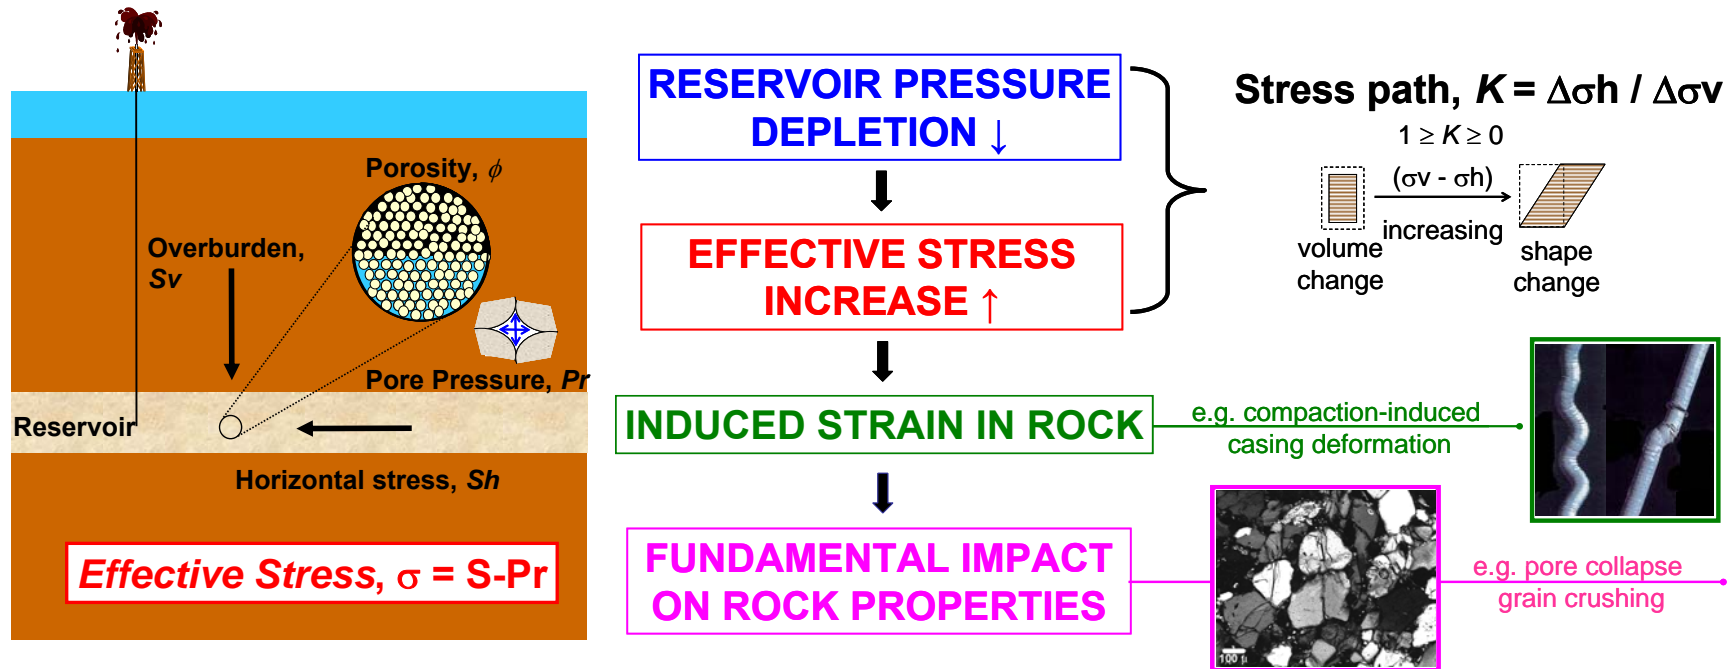 Porosity, ϕ
Overburden,
Sv
Pore Pressure, Pr
Reservoir
Horizontal stress, Sh
Effective Stress, σ = S-Pr
RESERVOIR PRESSURE
DEPLETION ↓
EFFECTIVE STRESS
INCREASE ↑
INDUCED STRAIN IN ROCK
FUNDAMENTAL IMPACT
ON ROCK PROPERTIES
Stress path, K = Δσh / Δσv
1 ≥ K ≥ 0
(σv - σh)
increasing
volume
change
shape
change
e.g. compaction-induced
casing deformation
e.g. pore collapse
grain crushing